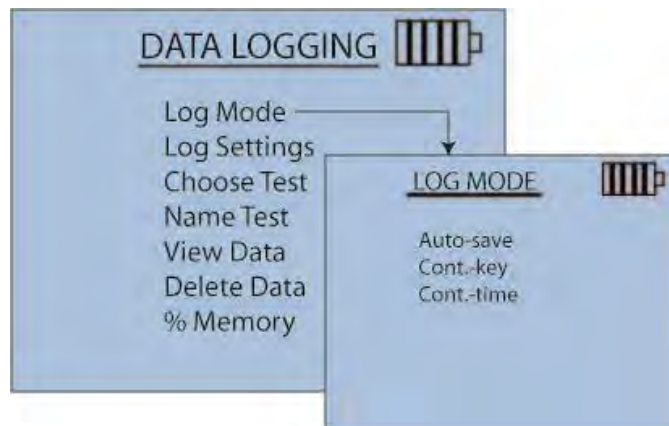 DATA LOGGING
Log Mode
Log Settings
Choose Test
Name Test
View Data
Delete Data
% Memory
LOG MODE
Auto-save
Cont.-key
Cont.-time